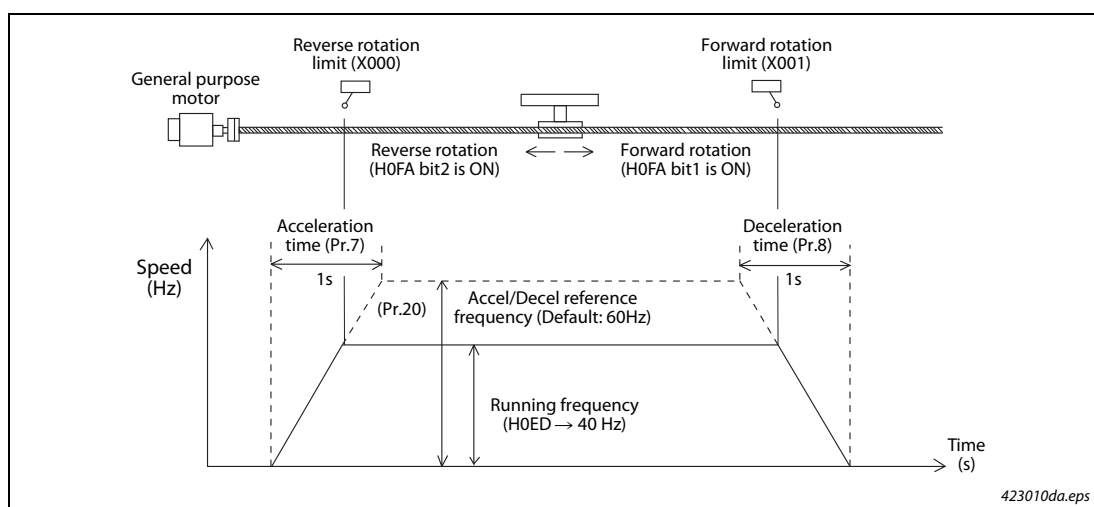 Reverse rotation
limit (X000)
Forward rotation
limit (X001)
General purpose
motor
Reverse rotation
(H0FA bit2 is ON)
Forward rotation
(H0FA bit1 is ON)
Acceleration
time (Pr.7)
Deceleration
time (Pr.8)
Speed
(Hz)
1s
1s
(Pr.20)
Accel/Decel reference
frequency (Default: 60Hz)
Running frequency
(H0ED → 40 Hz)
Time
(s)
423010da.eps